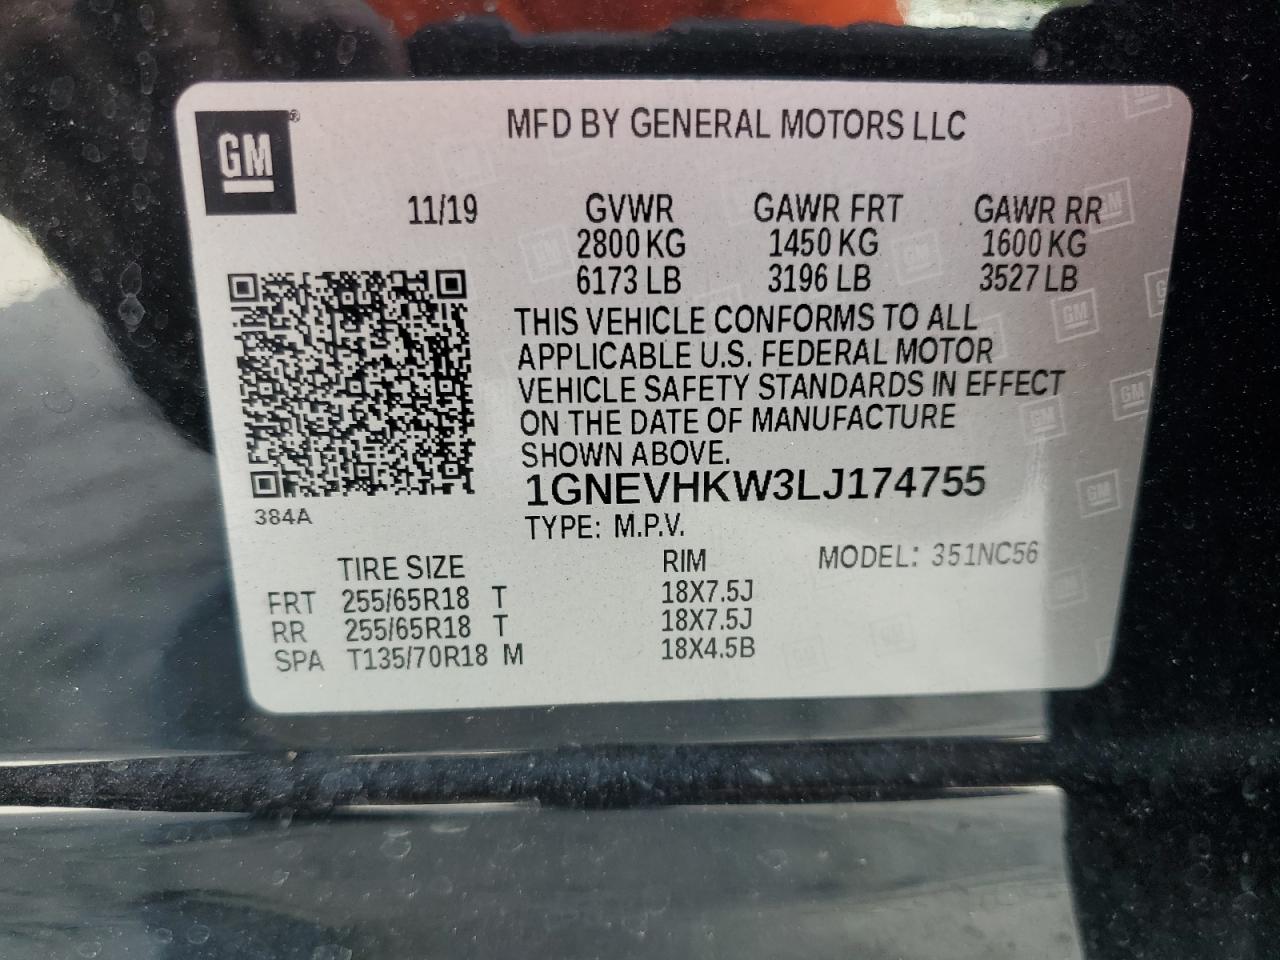 GM
MFD BY GENERAL MOTORS LLC
11/19 GVWR GAWR FRT GAWR RR
2800 KG 1450 KG 1600 KG
6173 LB 3196 LB 3527 LB
THIS VEHICLE CONFORMS TO ALL
APPLICABLE U.S. FEDERAL MOTOR
VEHICLE SAFETY STANDARDS IN EFFECT
ON THE DATE OF MANUFACTURE
SHOWN ABOVE.
1GNEVHKW3LJ174755
384A
TYPE: M.P.V.
TIRE SIZE RIM MODEL: 351NC56
FRT 255/65R18 T 18X7.5J
RR 255/65R18 T 18X7.5J
SPA T135/70R18 M 18X4.5B